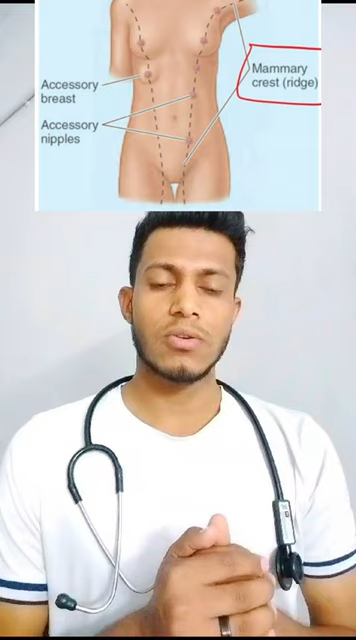 Accessory
breast
Accessory
nipples
Mammary
crest (ridge)